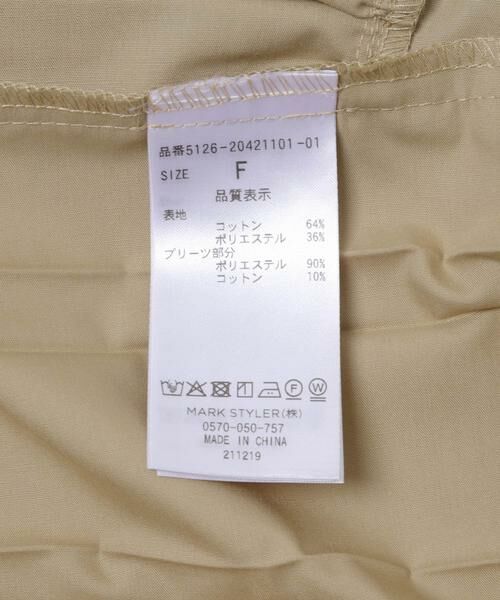 品番5126-20421101-01
SIZE F
品質表示
表地
コットン 64%
ポリエステル 36%
プリーツ部分
ポリエステル 90%
コットン 10%
F W
MARK STYLER(株)
0570-050-757
MADE IN CHINA
211219